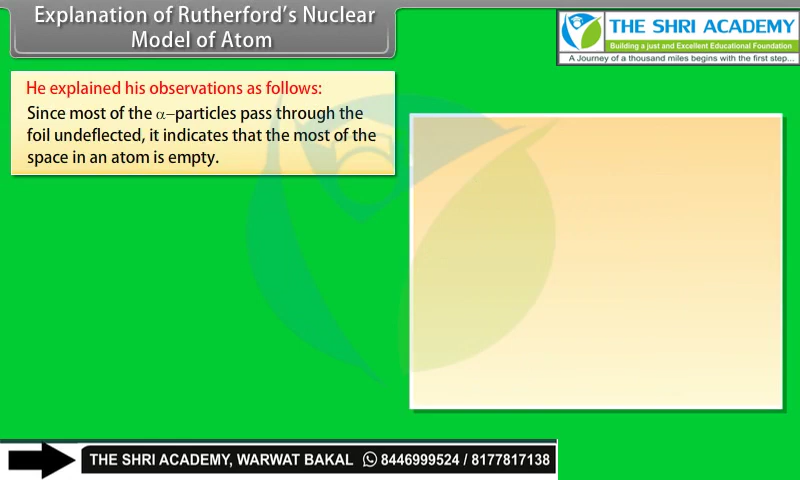 Explanation of Rutherford's Nuclear
Model of Atom
THE SHRI ACADEMY
Building a just and Excellent Educational Foundation
A Journey of a thousand miles begins with the first step...
He explained his observations as follows:
Since most of the α–particles pass through the
foil undeflected, it indicates that the most of the
space in an atom is empty.
THE SHRI ACADEMY, WARWAT BAKAL 8446999524 / 8177817138